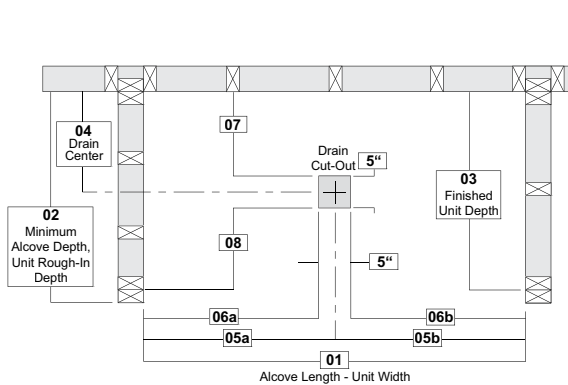 04
Drain
Center
07
Drain
Cut-Out
5“
03
Finished
Unit Depth
02
Minimum
Alcove Depth,
Unit Rough-In
Depth
08
5“
06a
06b
05a
05b
01
Alcove Length - Unit Width